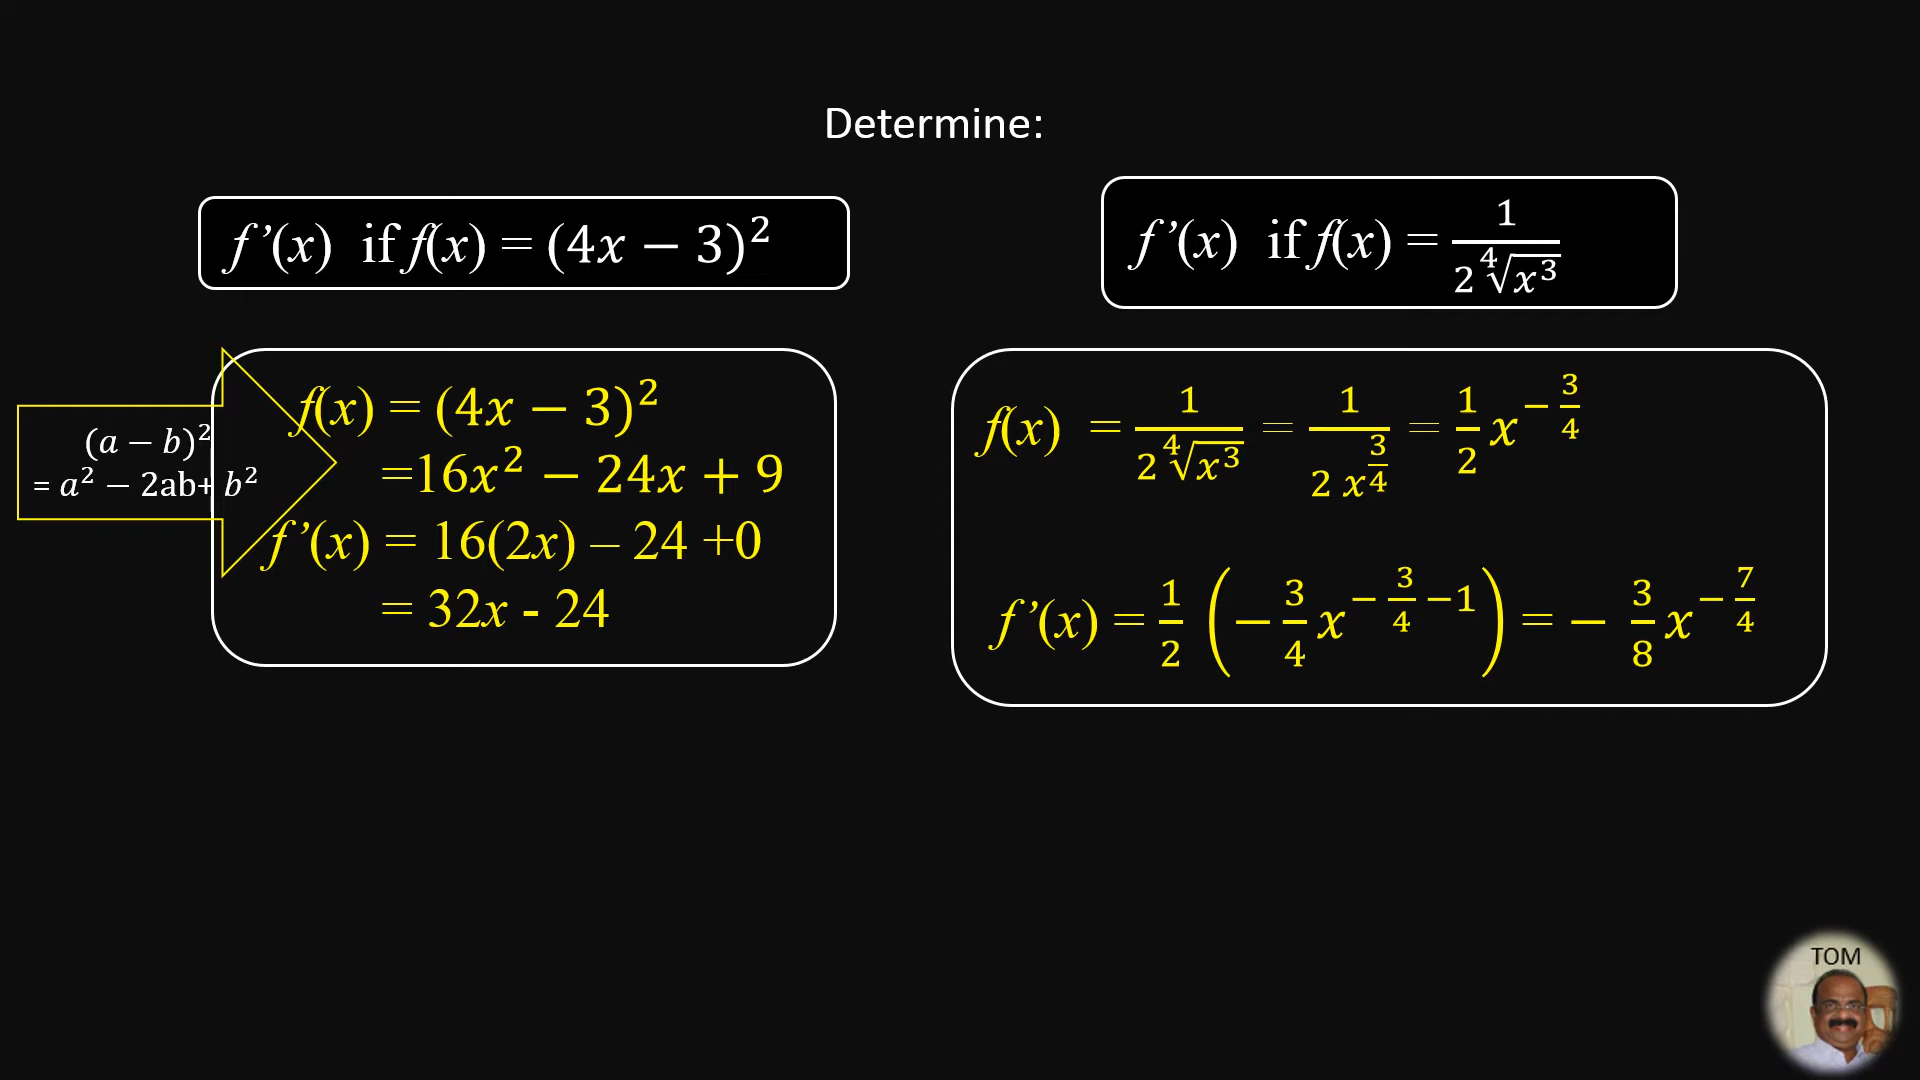 Determine:
f ’(x)  if f(x) = (4x − 3)²
f ’(x)  if f(x) = 1/(2 ∜(x³))
(a − b)²
= a² − 2ab+ b²
f(x) = (4x − 3)²
=16x² − 24x + 9
f ’(x) = 16(2x) – 24 +0
= 32x - 24
f(x)  = 1/(2 ∜(x³)) = 1/(2 x^(3/4)) = 1/2 x^(−3/4)
f ’(x) = 1/2 (−3/4 x^(−3/4 −1)) = − 3/8 x^(−7/4)
TOM